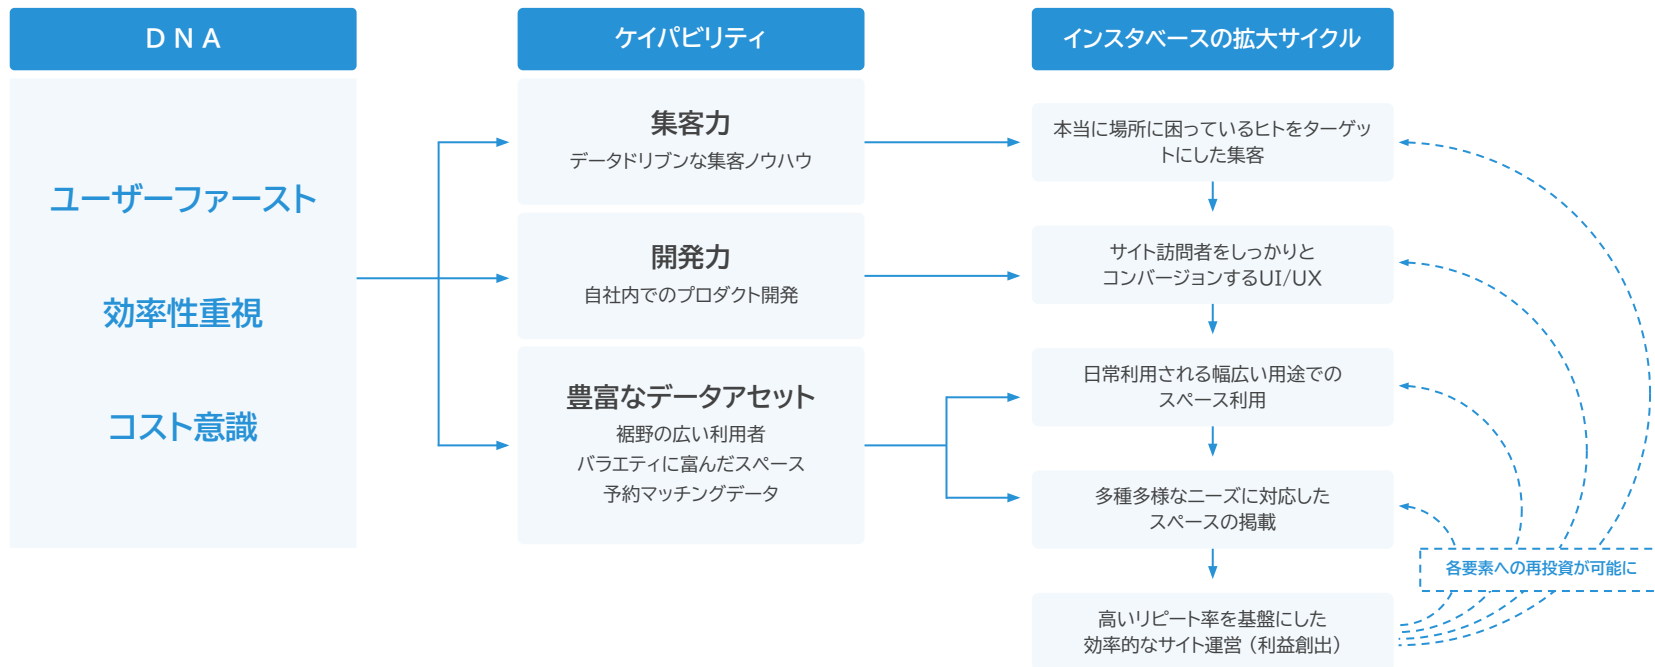 DNA
ユーザーファースト
効率性重視
コスト意識
ケイパビリティ
集客力
データドリブンな集客ノウハウ
開発力
自社内でのプロダクト開発
豊富なデータアセット
裾野の広い利用者
バラエティに富んだスペース
予約マッチングデータ
インスタベースの拡大サイクル
本当に場所に困っているヒトをターゲッ
トにした集客
サイト訪問者をしっかりと
コンバージョンするUI/UX
日常利用される幅広い用途での
スペース利用
多種多様なニーズに対応した
スペースの掲載
高いリピート率を基盤にした
効率的なサイト運営（利益創出）
各要素への再投資が可能に